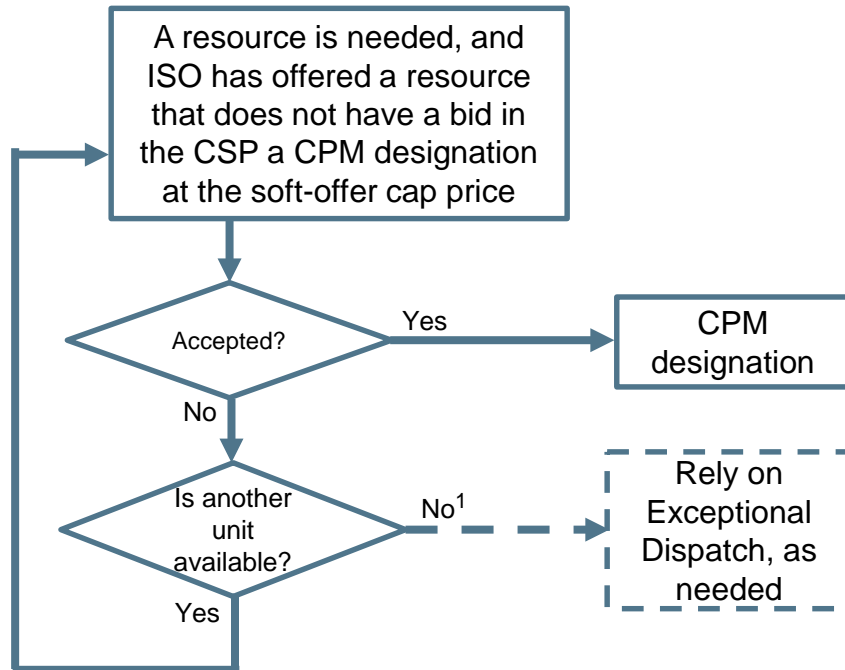 A resource is needed, and
ISO has offered a resource
that does not have a bid in
the CSP a CPM designation
at the soft-offer cap price
Accepted?
Yes
CPM
designation
No
Is another
unit
available?
No¹
Rely on
Exceptional
Dispatch, as
needed
Yes